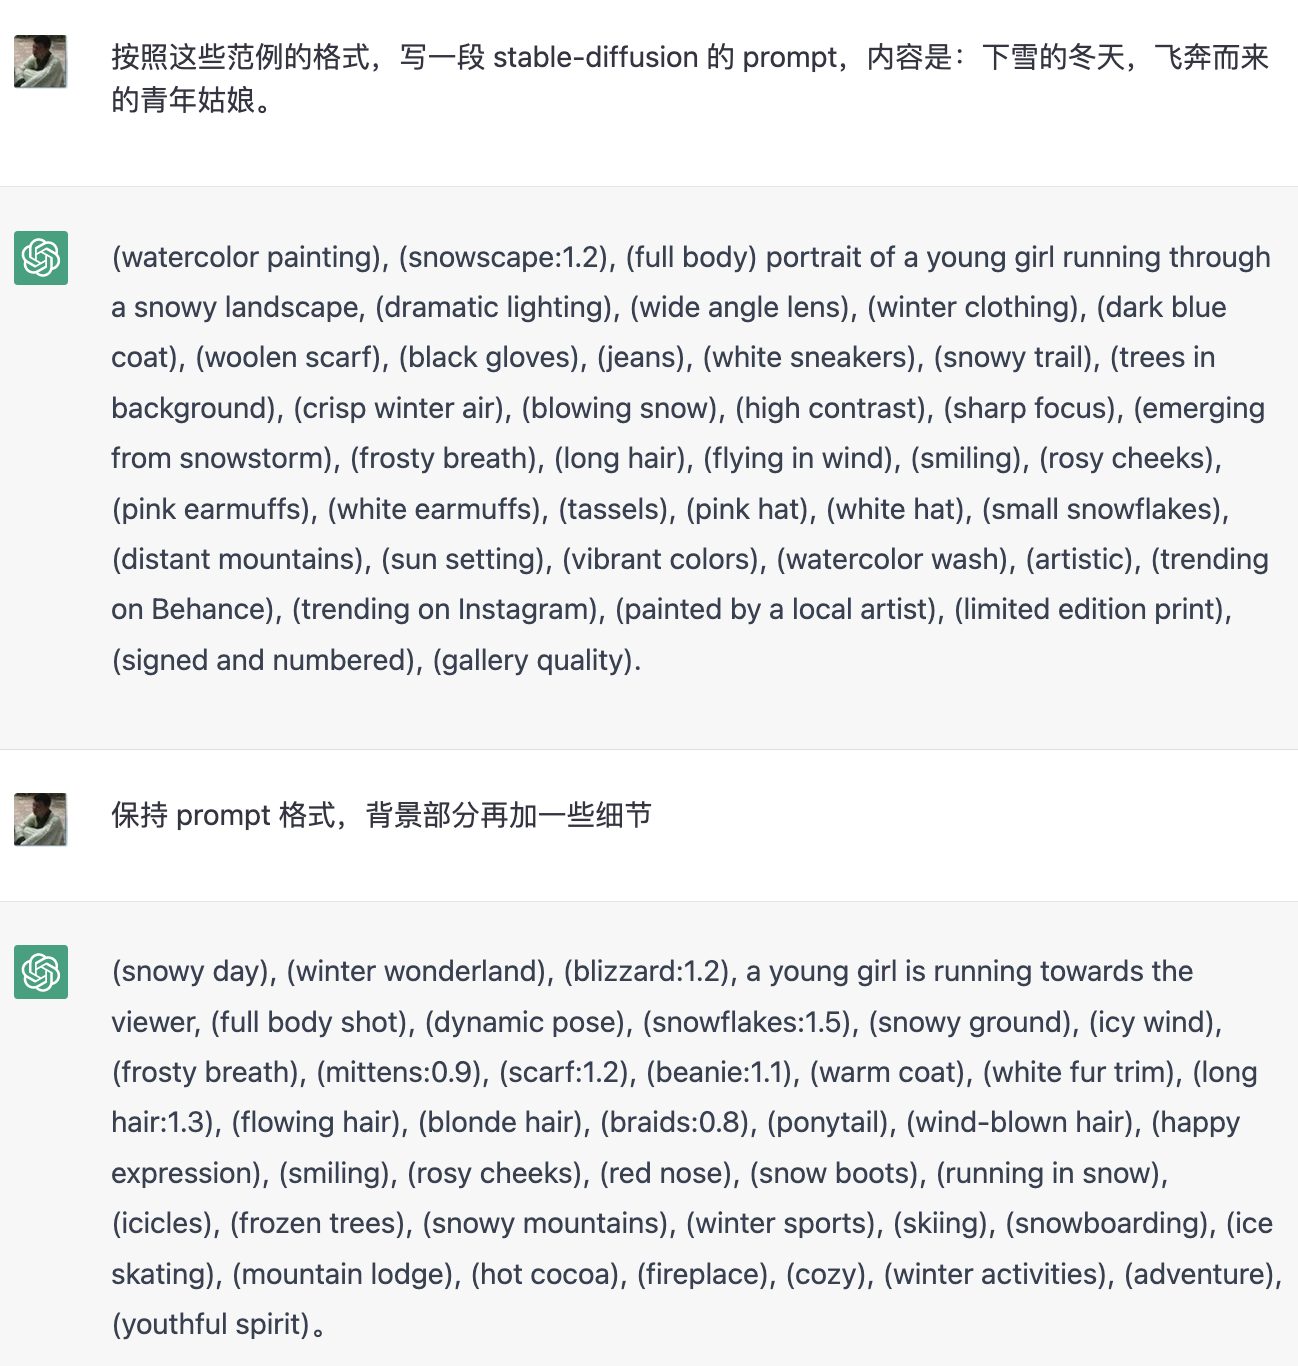 按照这些范例的格式，写一段 stable-diffusion 的 prompt，内容是：下雪的冬天，飞奔而来
的青年姑娘。
(watercolor painting), (snowscape:1.2), (full body) portrait of a young girl running through
a snowy landscape, (dramatic lighting), (wide angle lens), (winter clothing), (dark blue
coat), (woolen scarf), (black gloves), (jeans), (white sneakers), (snowy trail), (trees in
background), (crisp winter air), (blowing snow), (high contrast), (sharp focus), (emerging
from snowstorm), (frosty breath), (long hair), (flying in wind), (smiling), (rosy cheeks),
(pink earmuffs), (white earmuffs), (tassels), (pink hat), (white hat), (small snowflakes),
(distant mountains), (sun setting), (vibrant colors), (watercolor wash), (artistic), (trending
on Behance), (trending on Instagram), (painted by a local artist), (limited edition print),
(signed and numbered), (gallery quality).
保持 prompt 格式，背景部分再加一些细节
(snowy day), (winter wonderland), (blizzard:1.2), a young girl is running towards the
viewer, (full body shot), (dynamic pose), (snowflakes:1.5), (snowy ground), (icy wind),
(frosty breath), (mittens:0.9), (scarf:1.2), (beanie:1.1), (warm coat), (white fur trim), (long
hair:1.3), (flowing hair), (blonde hair), (braids:0.8), (ponytail), (wind-blown hair), (happy
expression), (smiling), (rosy cheeks), (red nose), (snow boots), (running in snow),
(icicles), (frozen trees), (snowy mountains), (winter sports), (skiing), (snowboarding), (ice
skating), (mountain lodge), (hot cocoa), (fireplace), (cozy), (winter activities), (adventure),
(youthful spirit)。